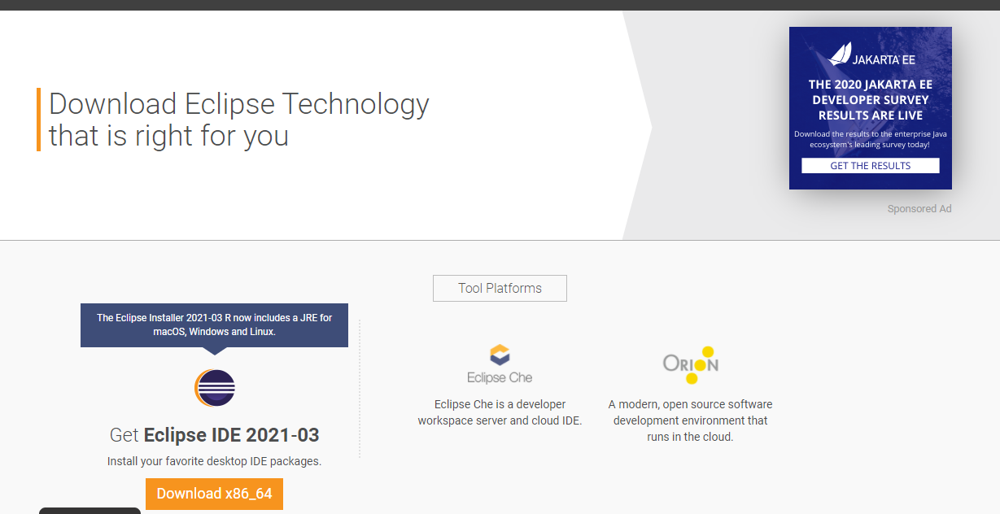 Download Eclipse Technology
that is right for you
JAKARTA EE
THE 2020 JAKARTA EE
DEVELOPER SURVEY
RESULTS ARE LIVE
Download the results to the enterprise Java
ecosystem's leading survey today!
GET THE RESULTS
Sponsored Ad
Tool Platforms
The Eclipse Installer 2021-03 R now includes a JRE for
macOS, Windows and Linux.
Get Eclipse IDE 2021-03
Install your favorite desktop IDE packages.
Download x86_64
Eclipse Che
Eclipse Che is a developer
workspace server and cloud IDE.
ORION
A modern, open source software
development environment that
runs in the cloud.